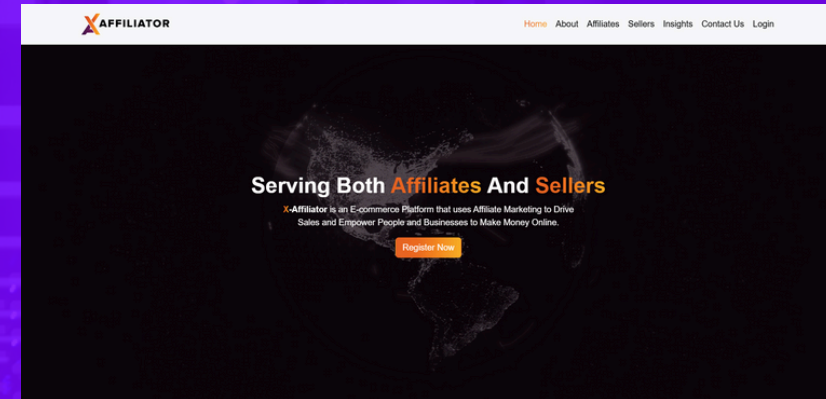 XAFFILIATOR
Home About Affiliates Sellers Insights Contact Us Login
Serving Both Affiliates And Sellers
X-Affiliator is an E-commerce Platform that uses Affiliate Marketing to Drive
Sales and Empower People and Businesses to Make Money Online.
Register Now